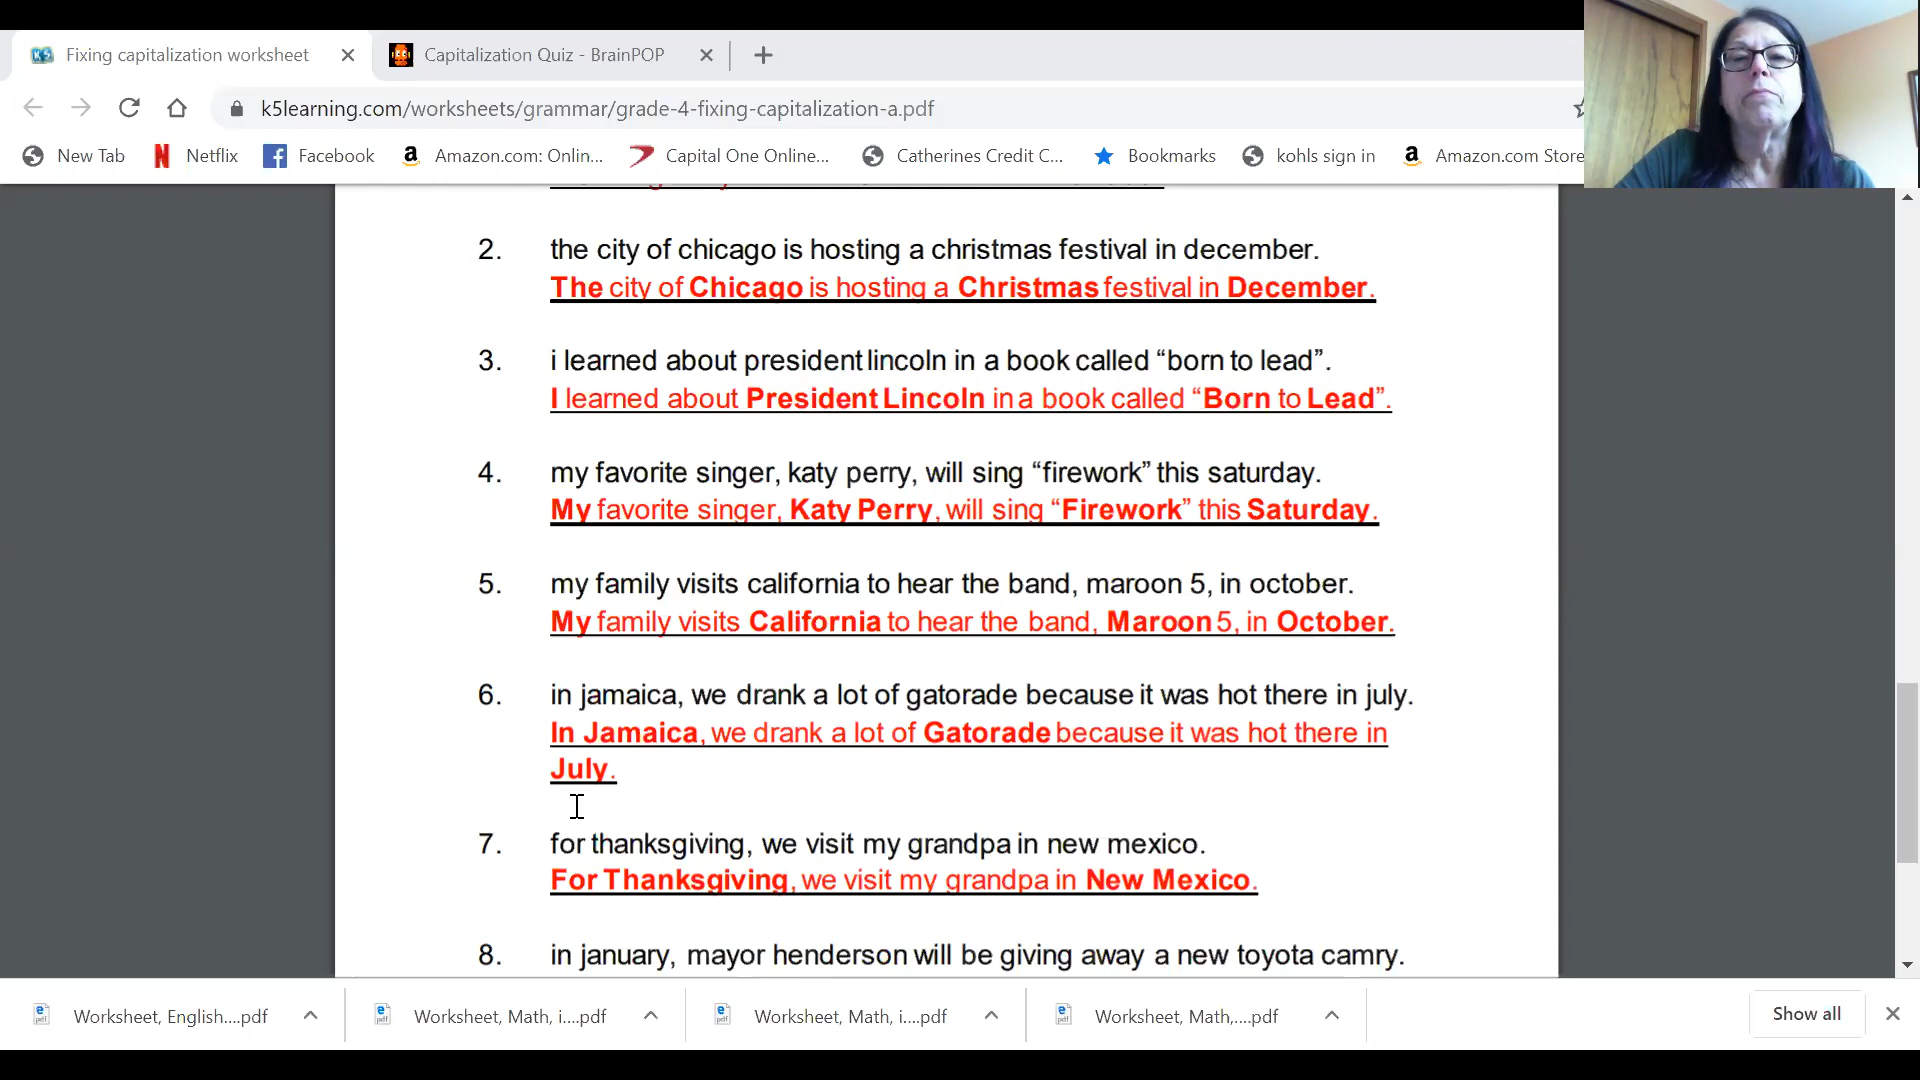 Fixing capitalization worksheet
Capitalization Quiz - BrainPOP
k5learning.com/worksheets/grammar/grade-4-fixing-capitalization-a.pdf
New Tab Netflix Facebook Amazon.com: Onlin... Capital One Online... Catherines Credit C... Bookmarks kohls sign in Amazon.com Store
2. the city of chicago is hosting a christmas festival in december.
The city of Chicago is hosting a Christmas festival in December.
3. i learned about president lincoln in a book called “born to lead”.
I learned about President Lincoln in a book called “Born to Lead”.
4. my favorite singer, katy perry, will sing “firework” this saturday.
My favorite singer, Katy Perry, will sing “Firework” this Saturday.
5. my family visits california to hear the band, maroon 5, in october.
My family visits California to hear the band, Maroon 5, in October.
6. in jamaica, we drank a lot of gatorade because it was hot there in july.
In Jamaica, we drank a lot of Gatorade because it was hot there in
July.
7. for thanksgiving, we visit my grandpa in new mexico.
For Thanksgiving, we visit my grandpa in New Mexico.
8. in january, mayor henderson will be giving away a new toyota camry.
Worksheet, English....pdf Worksheet, Math, i....pdf Worksheet, Math, i....pdf Worksheet, Math,....pdf Show all